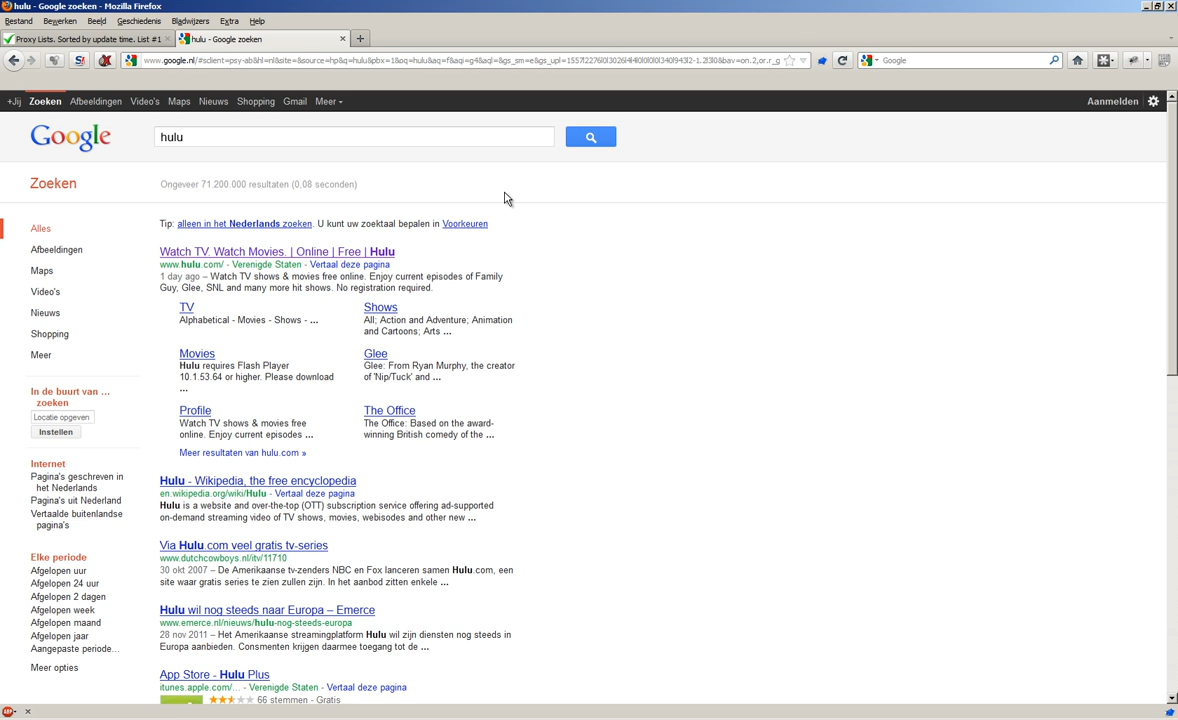 hulu - Google zoeken - Mozilla Firefox
Bestand Bewerken Beeld Geschiedenis Bladwijzers Extra Help
Proxy Lists. Sorted by update time. List #1
hulu - Google zoeken
Google
+Jij Zoeken Afbeeldingen Video's Maps Nieuws Shopping Gmail Meer Aanmelden
Google hulu
Zoeken Ongeveer 71.200.000 resultaten (0,08 seconden)
Alles
Afbeeldingen
Maps
Video's
Nieuws
Shopping
Meer
In de buurt van ...
zoeken
Locatie opgeven
Instellen
Internet
Pagina's geschreven in
het Nederlands
Pagina's uit Nederland
Vertaalde buitenlandse
pagina's
Elke periode
Afgelopen uur
Afgelopen 24 uur
Afgelopen 2 dagen
Afgelopen week
Afgelopen maand
Afgelopen jaar
Aangepaste periode...
Meer opties
Tip: alleen in het Nederlands zoeken. U kunt uw zoektaal bepalen in Voorkeuren
Watch TV. Watch Movies. | Online | Free | Hulu
www.hulu.com/ - Verenigde Staten - Vertaal deze pagina
1 day ago – Watch TV shows & movies free online. Enjoy current episodes of Family
Guy, Glee, SNL and many more hit shows. No registration required.
TV
Alphabetical - Movies - Shows - ...
Shows
All; Action and Adventure; Animation
and Cartoons; Arts ...
Movies
Hulu requires Flash Player
10.1.53.64 or higher. Please download
...
Glee
Glee: From Ryan Murphy, the creator
of 'Nip/Tuck' and ...
Profile
Watch TV shows & movies free
online. Enjoy current episodes ...
The Office
The Office: Based on the award-
winning British comedy of the ...
Meer resultaten van hulu.com »
Hulu - Wikipedia, the free encyclopedia
en.wikipedia.org/wiki/Hulu - Vertaal deze pagina
Hulu is a website and over-the-top (OTT) subscription service offering ad-supported
on-demand streaming video of TV shows, movies, webisodes and other new ...
Via Hulu.com veel gratis tv-series
www.dutchcowboys.nl/itv/11710
30 okt 2007 – De Amerikaanse tv-zenders NBC en Fox lanceren samen Hulu.com, een
site waar gratis series te zien zullen zijn. In het aanbod zitten enkele ...
Hulu wil nog steeds naar Europa – Emerce
www.emerce.nl/nieuws/hulu-nog-steeds-europa
28 nov 2011 – Het Amerikaanse streamingplatform Hulu wil zijn diensten nog steeds in
Europa aanbieden. Consmenten krijgen daarmee toegang tot de ...
App Store - Hulu Plus
itunes.apple.com/... - Verenigde Staten - Vertaal deze pagina
66 stemmen - Gratis